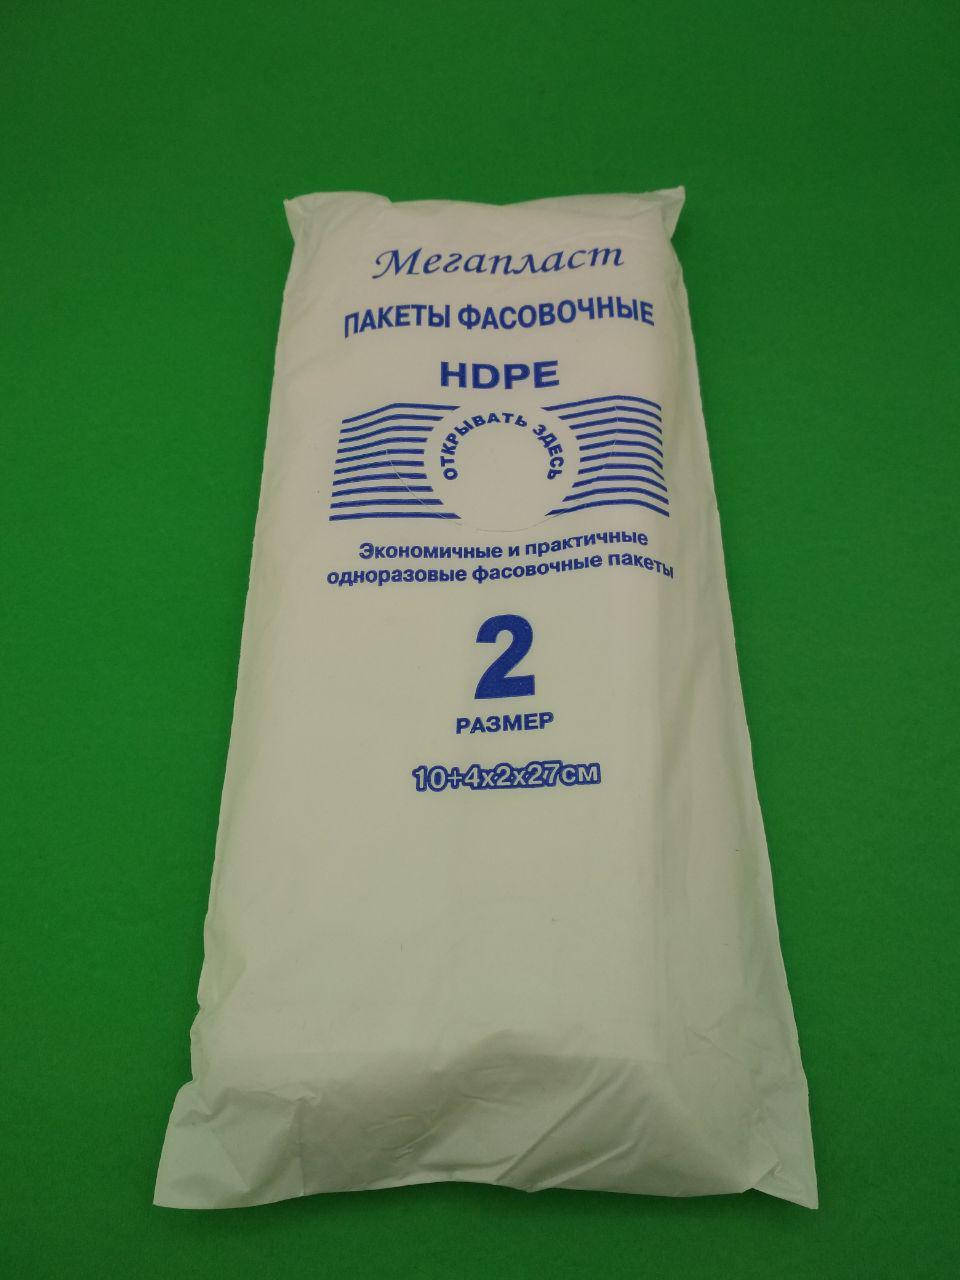 Мегапласт
ПАКЕТЫ ФАСОВОЧНЫЕ
HDPE
ОТКРЫВАТЬ ЗДЕСЬ
Экономичные и практичные
одноразовые фасовочные пакеты
2
РАЗМЕР
10+4х2х27см